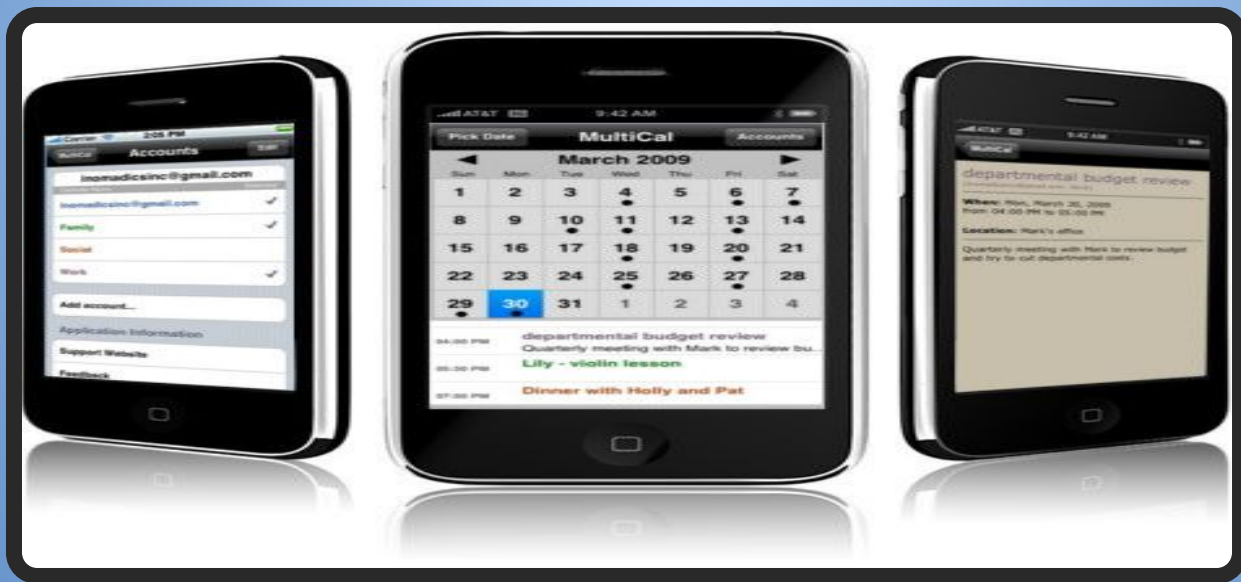 Carrier 2:05 PM
MultiCal Accounts Edit
inomadicsinc@gmail.com
inomadicsinc@gmail.com
Family
Social
Work
Add account...
Application Information
Support Website
Feedback
AT&T 9:42 AM
Pick Date MultiCal Accounts
March 2009
Sun Mon Tue Wed Thu Fri Sat
1 2 3 4 5 6 7
8 9 10 11 12 13 14
15 16 17 18 19 20 21
22 23 24 25 26 27 28
29 30 31 1 2 3 4
04:00 PM departmental budget review
Quarterly meeting with Mark to review bu...
05:30 PM Lily - violin lesson
07:00 PM Dinner with Holly and Pat
AT&T 9:42 AM
MultiCal
departmental budget review
When: Mon, March 30, 2009
from 04:00 PM to 05:00 PM
Location: Mark's office
Quarterly meeting with Mark to review budget
and try to cut departmental costs.